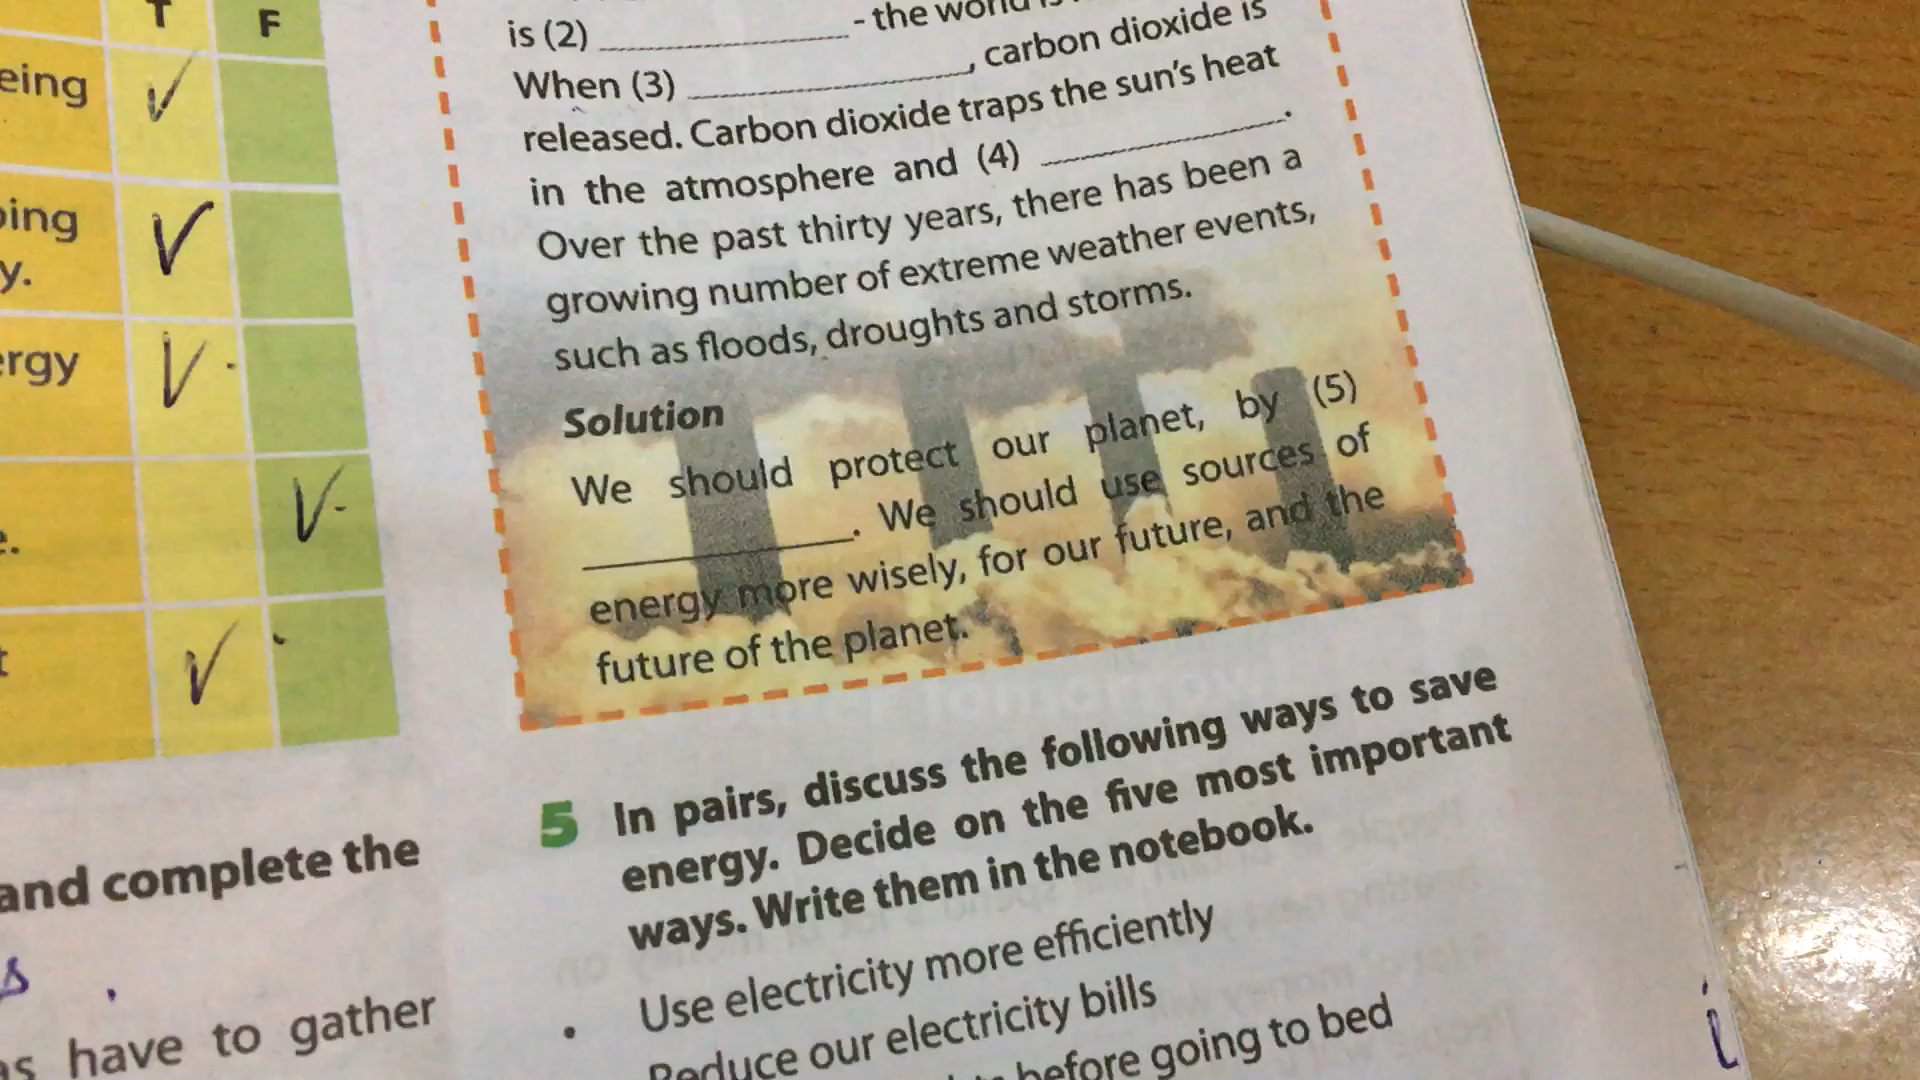 T F
eing
ing
y.
ergy
e.
t
and complete the
s.
as have to gather
is (2) ____________ - the world
When (3) ____________, carbon dioxide is
released. Carbon dioxide traps the sun's heat
in the atmosphere and (4) ____________.
Over the past thirty years, there has been a
growing number of extreme weather events,
such as floods, droughts and storms.
Solution
We should protect our planet, by (5)
____________. We should use sources of
energy more wisely, for our future, and the
future of the planet.
5 In pairs, discuss the following ways to save
energy. Decide on the five most important
ways. Write them in the notebook.
• Use electricity more efficiently
Reduce our electricity bills
before going to bed